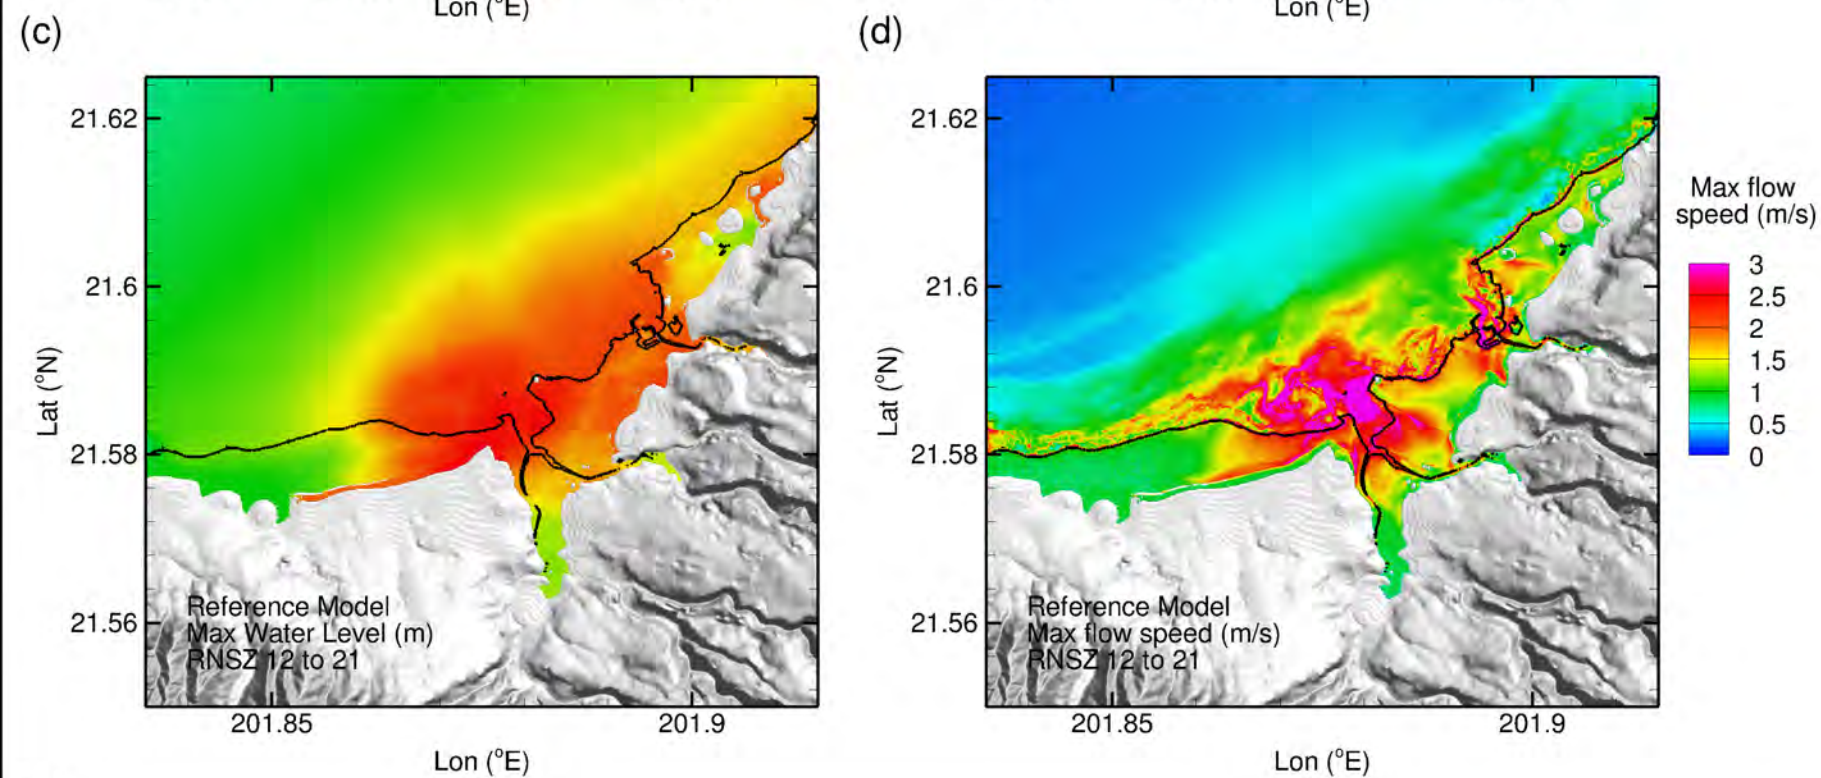 Lon (°E)
Lon (°E)
(c)
(d)
21.62
21.6
21.58
21.56
Lat (°N)
201.85
201.9
Lon (°E)
Reference Model
Max Water Level (m)
RNSZ 12 to 21
21.62
21.6
21.58
21.56
Lat (°N)
201.85
201.9
Lon (°E)
Reference Model
Max flow speed (m/s)
RNSZ 12 to 21
Max flow
speed (m/s)
3
2.5
2
1.5
1
0.5
0